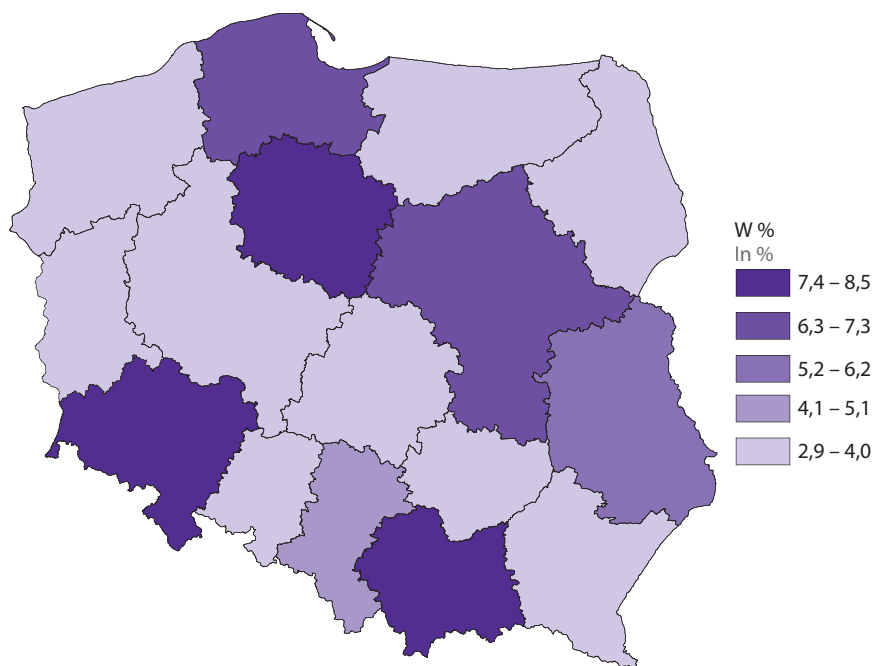 W %
In %
7,4 – 8,5
6,3 – 7,3
5,2 – 6,2
4,1 – 5,1
2,9 – 4,0